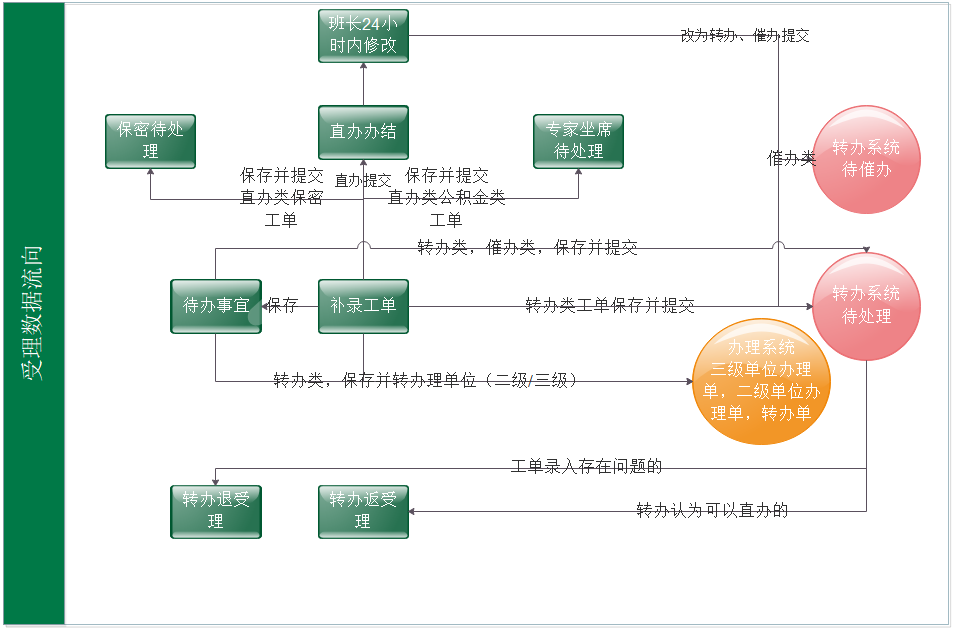 受理数据流向
班长24小
时内修改
改为转办、催办提交
保密待处
理
直办办结
专家坐席
待处理
转办系统
待催办
催办类
保存并提交
直办类保密
工单
直办提交
保存并提交
直办类公积金类
工单
转办类，催办类，保存并提交
待办事宜
保存
补录工单
转办类工单保存并提交
转办系统
待处理
办理系统
三级单位办理
单，二级单位办
理单，转办单
转办类，保存并转办理单位（二级/三级）
工单录入存在问题的
转办退受
理
转办返受
理
转办认为可以直办的